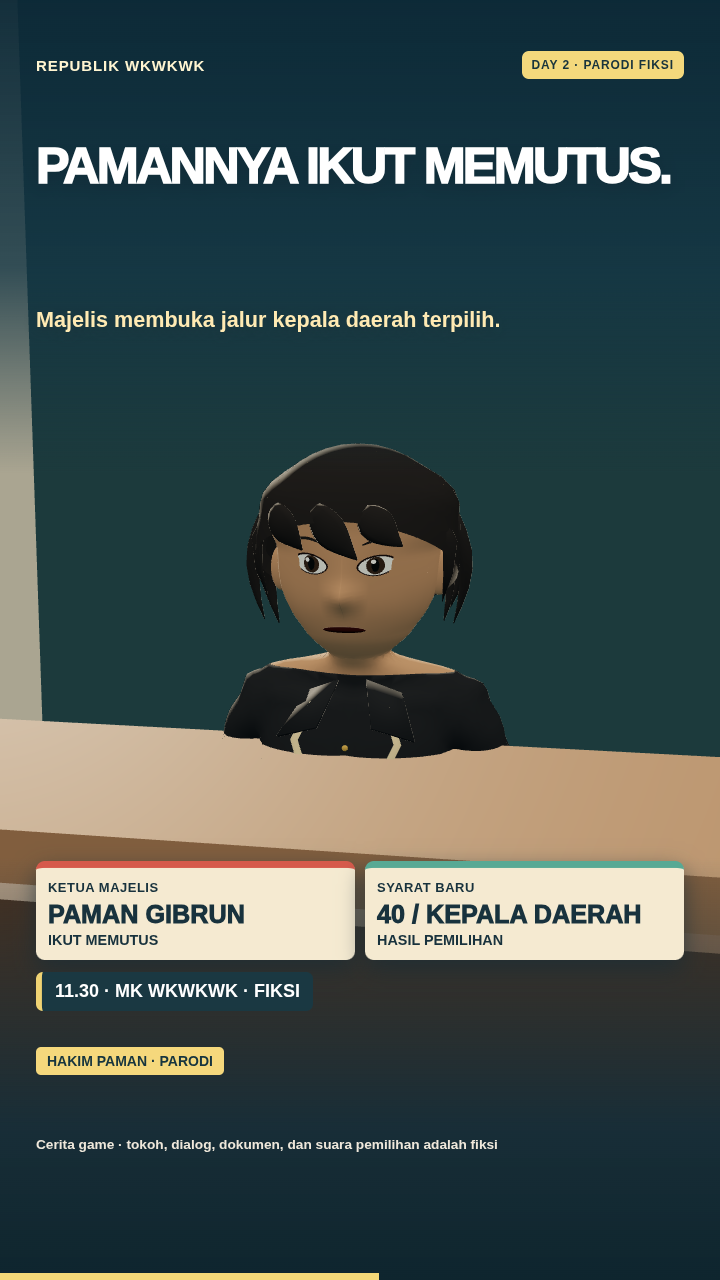 REPUBLIK WKWKWK
DAY 2 · PARODI FIKSI
PAMANNYA IKUT MEMUTUS.
Majelis membuka jalur kepala daerah terpilih.
KETUA MAJELIS
PAMAN GIBRUN
IKUT MEMUTUS
SYARAT BARU
40 / KEPALA DAERAH
HASIL PEMILIHAN
11.30 · MK WKWKWK · FIKSI
HAKIM PAMAN · PARODI
Cerita game · tokoh, dialog, dokumen, dan suara pemilihan adalah fiksi